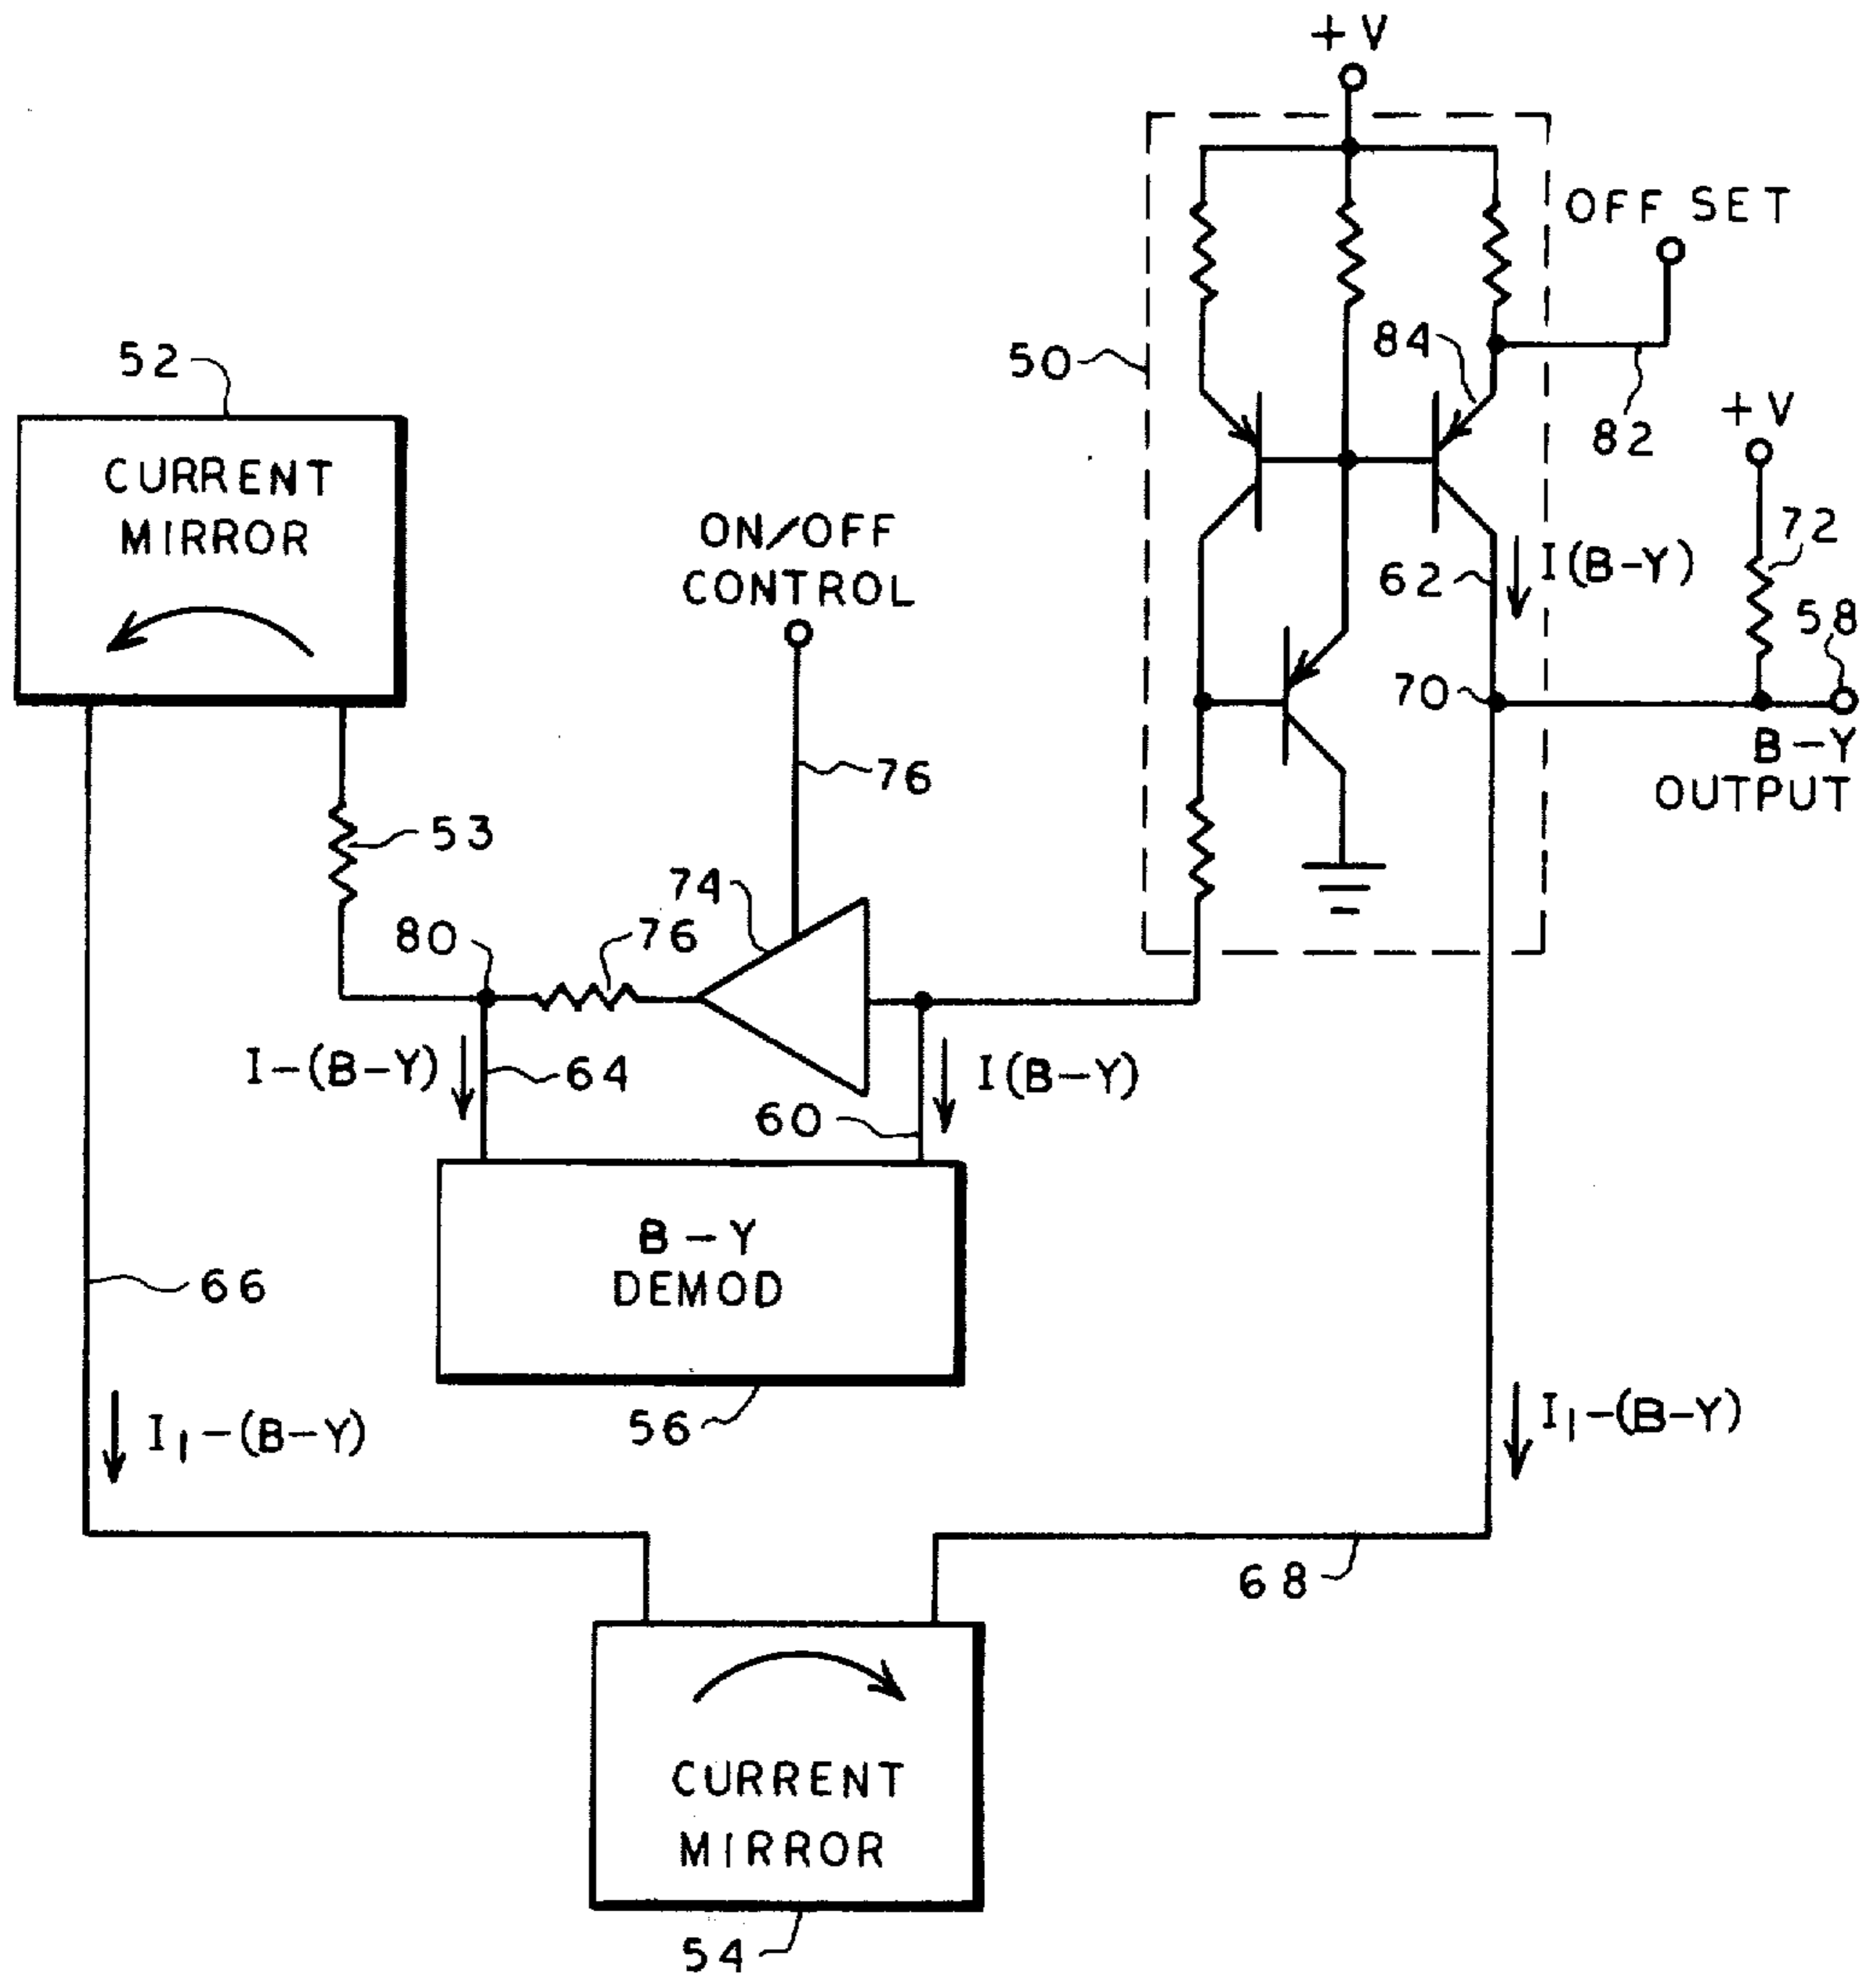 +V
OFF SET
50
84
82
+V
52
CURRENT
MIRROR
ON/OFF
CONTROL
62
I(B-Y)
72
58
70
B-Y
OUTPUT
76
53
74
76
80
I-(B-Y)
64
I(B-Y)
60
B-Y
DEMOD
66
56
I₁-(B-Y)
I₁-(B-Y)
68
CURRENT
MIRROR
54